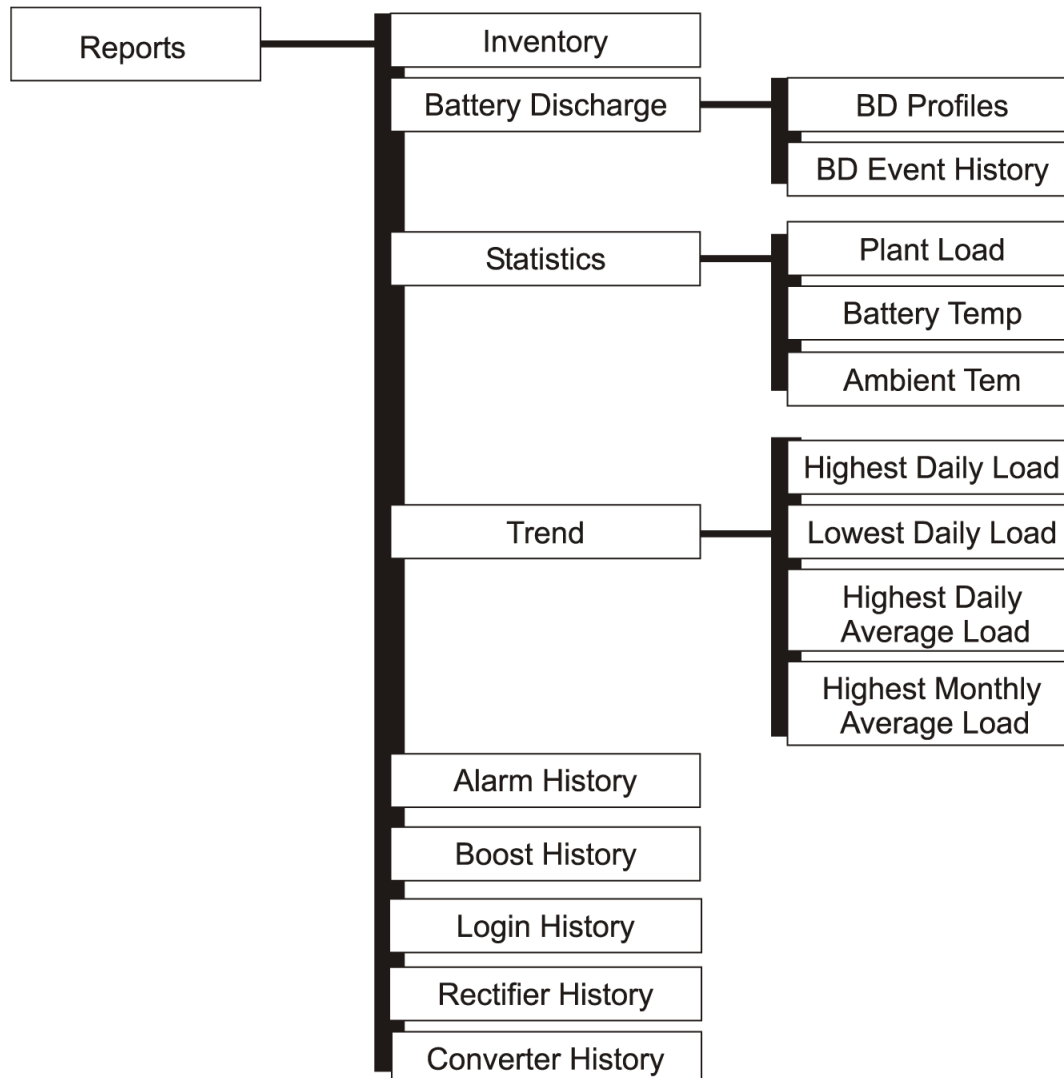 Reports
Inventory
Battery Discharge
BD Profiles
BD Event History
Statistics
Plant Load
Battery Temp
Ambient Tem
Trend
Highest Daily Load
Lowest Daily Load
Highest Daily
Average Load
Highest Monthly
Average Load
Alarm History
Boost History
Login History
Rectifier History
Converter History